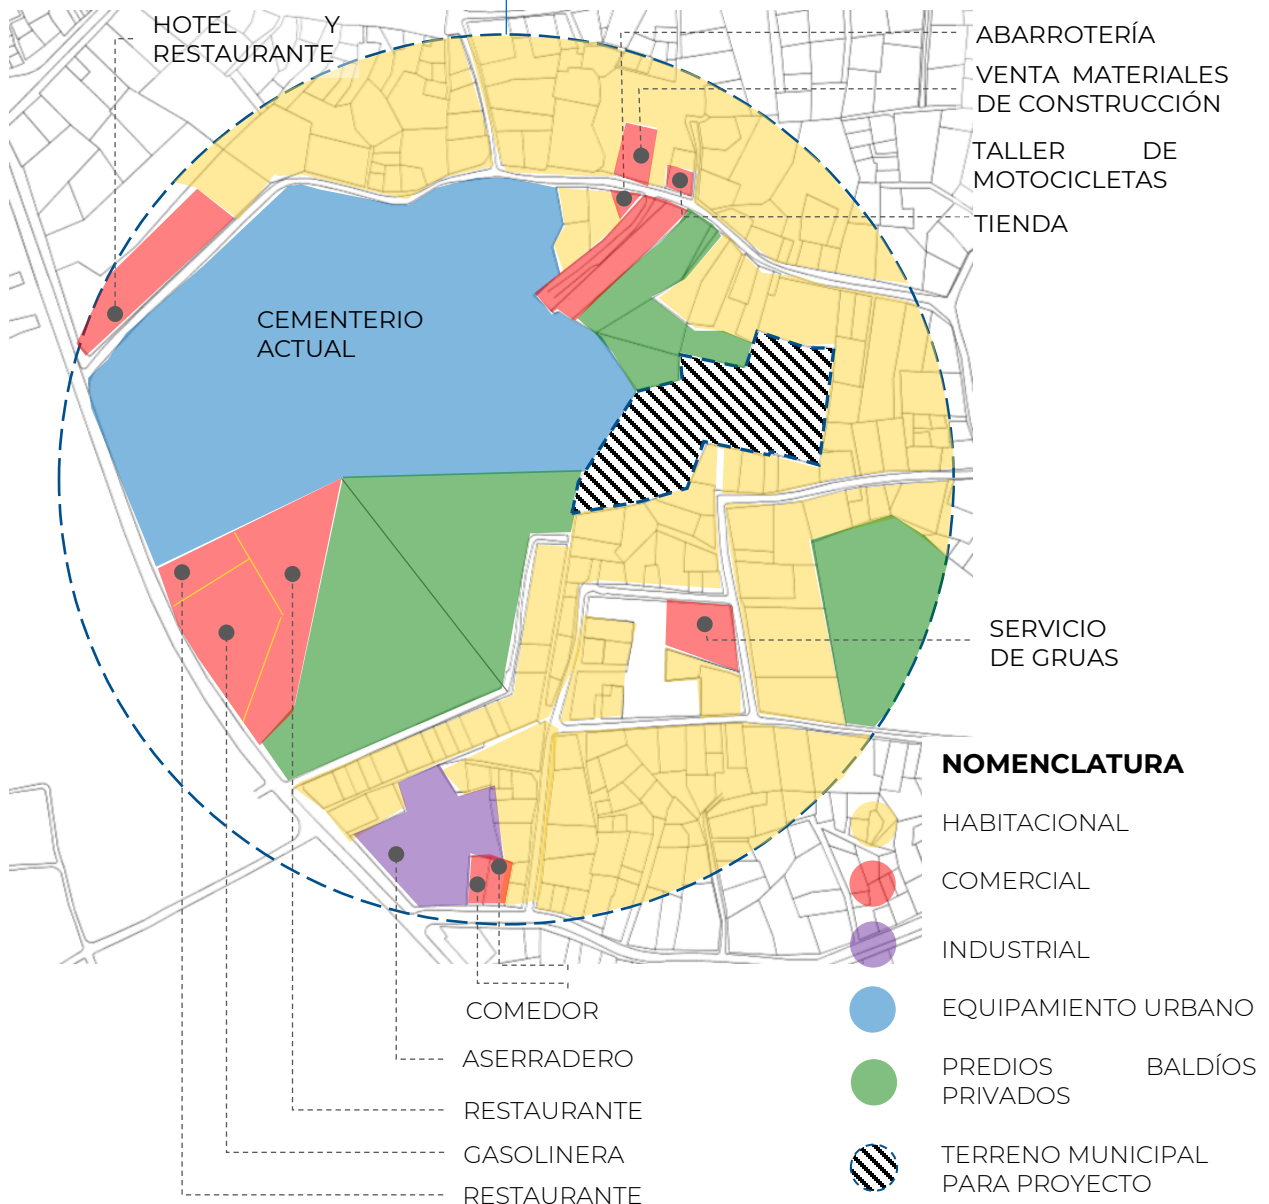 HOTEL Y
RESTAURANTE
ABARROTERÍA
VENTA MATERIALES
DE CONSTRUCCIÓN
TALLER DE
MOTOCICLETAS
TIENDA
CEMENTERIO
ACTUAL
SERVICIO
DE GRUAS
NOMENCLATURA
HABITACIONAL
COMERCIAL
INDUSTRIAL
EQUIPAMIENTO URBANO
PREDIOS BALDÍOS
PRIVADOS
TERRENO MUNICIPAL
PARA PROYECTO
COMEDOR
ASERRADERO
RESTAURANTE
GASOLINERA
RESTAURANTE